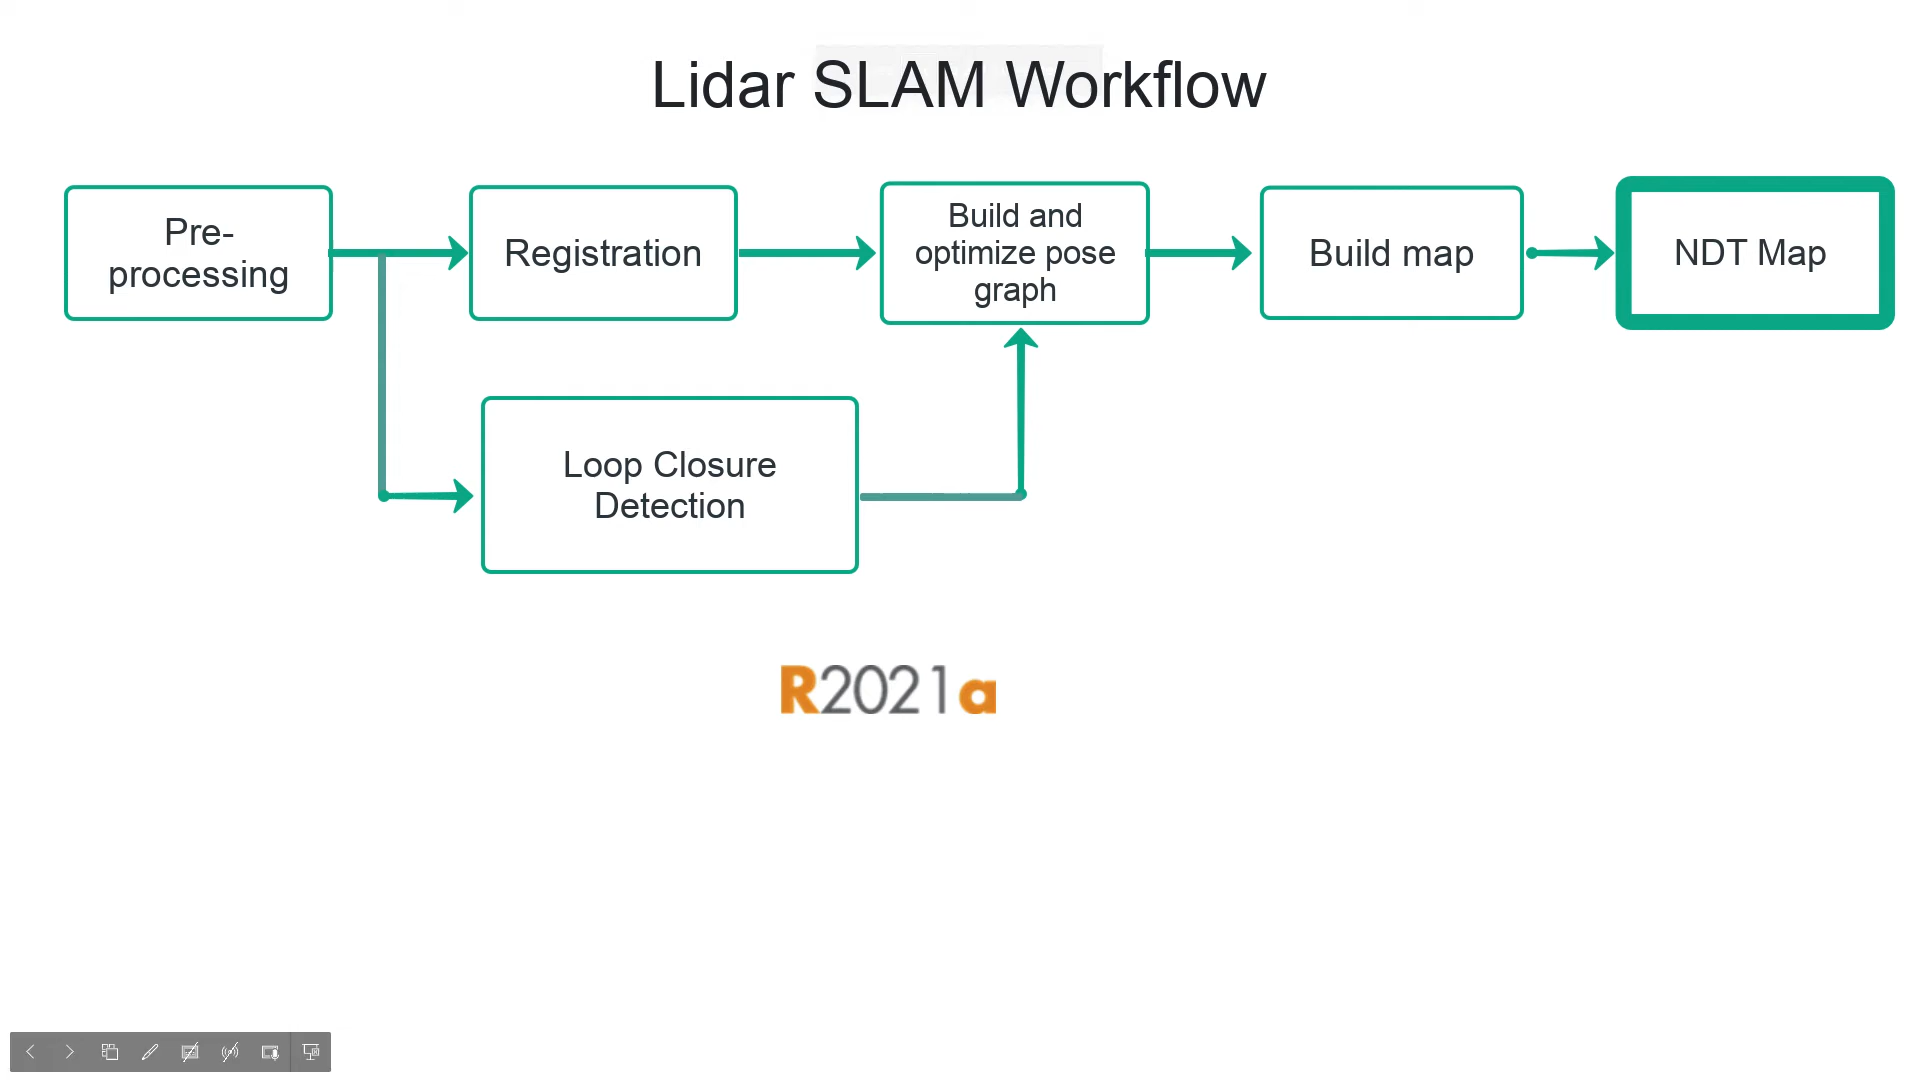 Lidar SLAM Workflow
Pre-
processing
Registration
Build and
optimize pose
graph
Build map
NDT Map
Loop Closure
Detection
R2021a